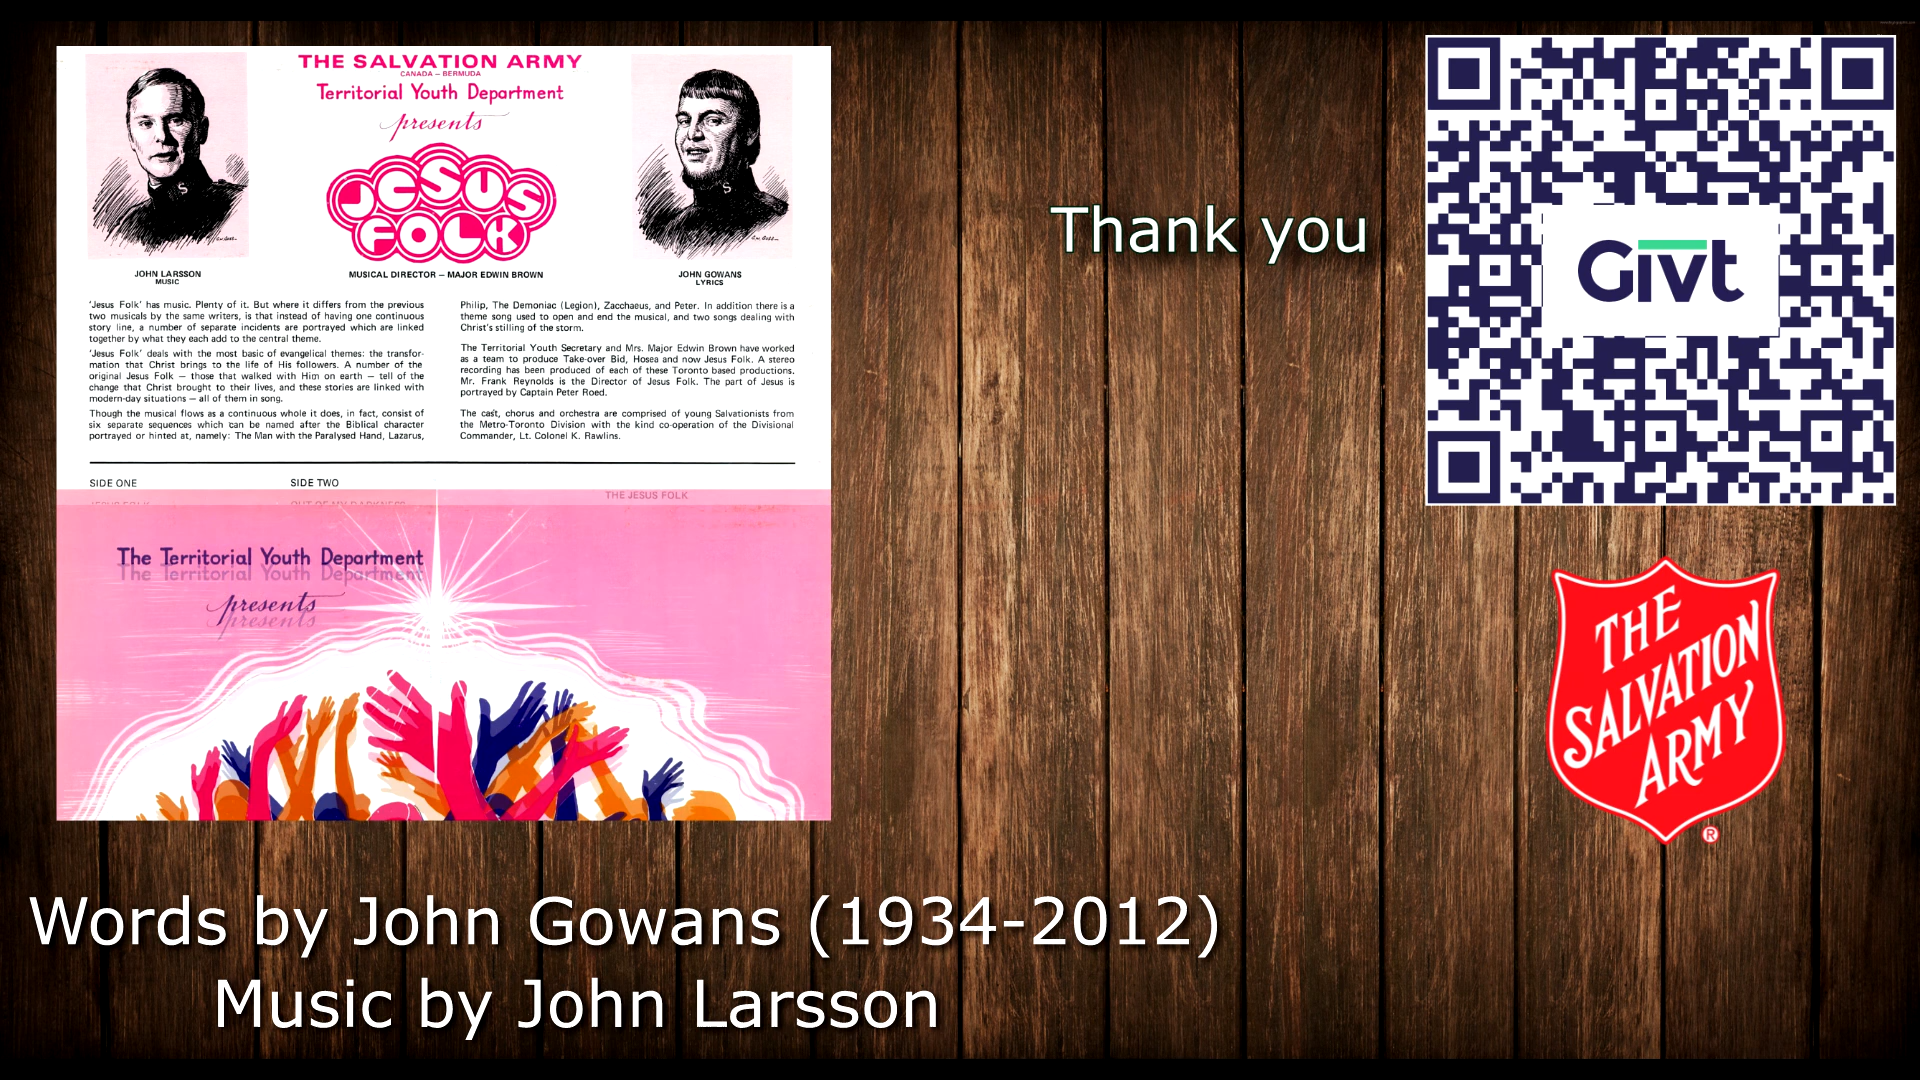 THE SALVATION ARMY
CANADA – BERMUDA
Territorial Youth Department
presents
JESUS
FOLK
JOHN LARSSON
MUSIC
MUSICAL DIRECTOR – MAJOR EDWIN BROWN
JOHN GOWANS
LYRICS
'Jesus Folk' has music. Plenty of it. But where it differs from the previous
two musicals by the same writers, is that instead of having one continuous
story line, a number of separate incidents are portrayed which are linked
together by what they each add to the central theme.
'Jesus Folk' deals with the most basic of evangelical themes: the transfor-
mation that Christ brings to the life of His followers. A number of the
original Jesus Folk — those that walked with Him on earth — tell of the
change that Christ brought to their lives, and these stories are linked with
modern-day situations — all of them in song.
Though the musical flows as a continuous whole it does, in fact, consist of
six separate sequences which can be named after the Biblical character
portrayed or hinted at, namely: The Man with the Paralysed Hand, Lazarus,
Philip, The Demoniac (Legion), Zacchaeus, and Peter. In addition there is a
theme song used to open and end the musical, and two songs dealing with
Christ's stilling of the storm.
The Territorial Youth Secretary and Mrs. Major Edwin Brown have worked
as a team to produce Take-over Bid, Hosea and now Jesus Folk. A stereo
recording has been produced of each of these Toronto based productions.
Mr. Frank Reynolds is the Director of Jesus Folk. The part of Jesus is
portrayed by Captain Peter Roed.
The cast, chorus and orchestra are comprised of young Salvationists from
the Metro-Toronto Division with the kind co-operation of the Divisional
Commander, Lt. Colonel K. Rawlins.
SIDE ONE
SIDE TWO
JESUS FOLK
OUT OF MY DARKNESS
THE JESUS FOLK
The Territorial Youth Department
The Territorial Youth Department
presents
presents
Thank you
Givt
THE
SALVATION
ARMY
®
Words by John Gowans (1934-2012)
Music by John Larsson